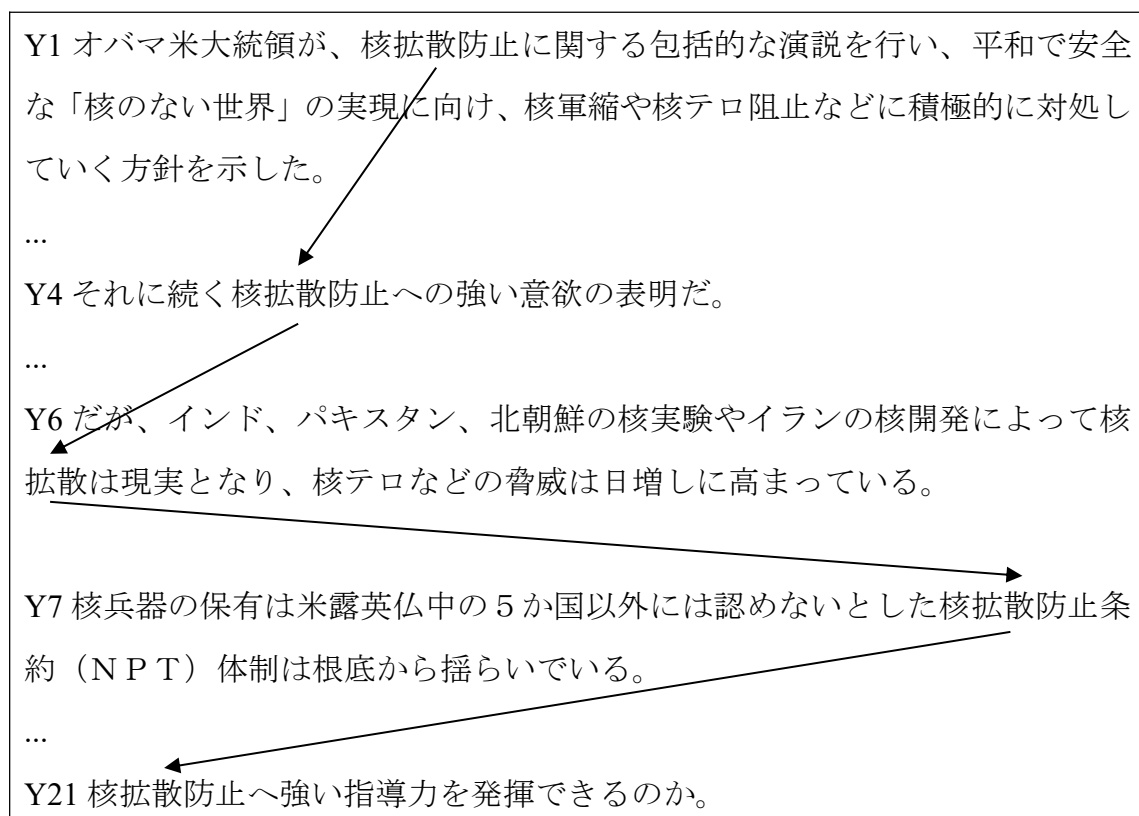 Y1 オバマ米大統領が、核拡散防止に関する包括的な演説を行い、平和で安全
な「核のない世界」の実現に向け、核軍縮や核テロ阻止などに積極的に対処し
ていく方針を示した。
...
Y4 それに続く核拡散防止への強い意欲の表明だ。
...
Y6 だが、インド、パキスタン、北朝鮮の核実験やイランの核開発によって核
拡散は現実となり、核テロなどの脅威は日増しに高まっている。
Y7 核兵器の保有は米露英仏中の５か国以外には認めないとした核拡散防止条
約（ＮＰＴ）体制は根底から揺らいでいる。
...
Y21 核拡散防止へ強い指導力を発揮できるのか。